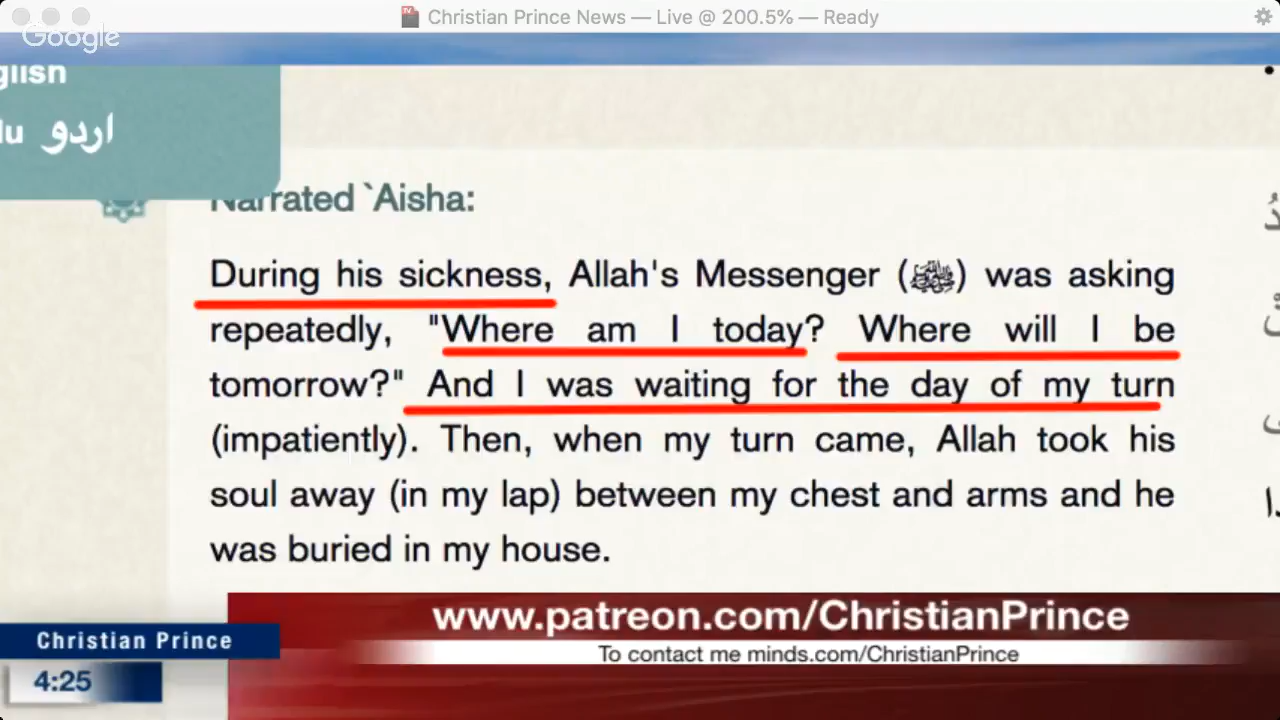 Christian Prince News — Live @ 200.5% — Ready
Google
glish
اردو
Narrated `Aisha:
During his sickness, Allah's Messenger (ﷺ) was asking
repeatedly, "Where am I today? Where will I be
tomorrow?" And I was waiting for the day of my turn
(impatiently). Then, when my turn came, Allah took his
soul away (in my lap) between my chest and arms and he
was buried in my house.
www.patreon.com/ChristianPrince
To contact me minds.com/ChristianPrince
Christian Prince
4:25